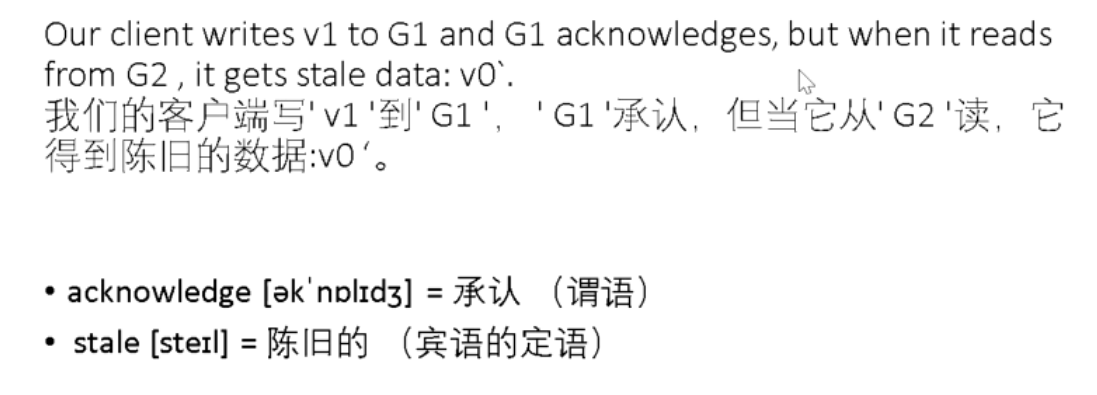 Our client writes v1 to G1 and G1 acknowledges, but when it reads
from G2 , it gets stale data: v0`.
我们的客户端写' v1 '到' G1 '， ' G1 '承认，但当它从' G2 '读，它
得到陈旧的数据:v0 ‘。
• acknowledge [əkˈnɒlɪdʒ] = 承认 （谓语）
• stale [steɪl] = 陈旧的 （宾语的定语）